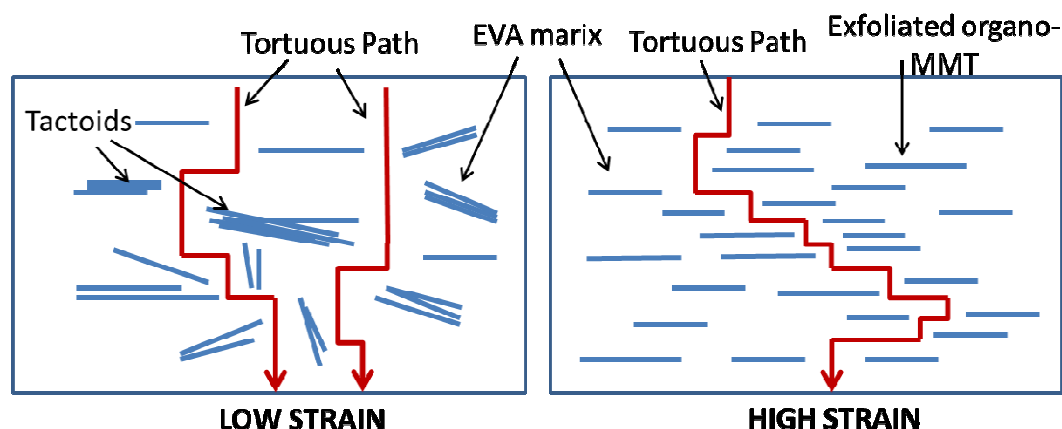 Tortuous Path
EVA marix
Tortuous Path
Exfoliated organo-
MMT
Tactoids
LOW STRAIN
HIGH STRAIN